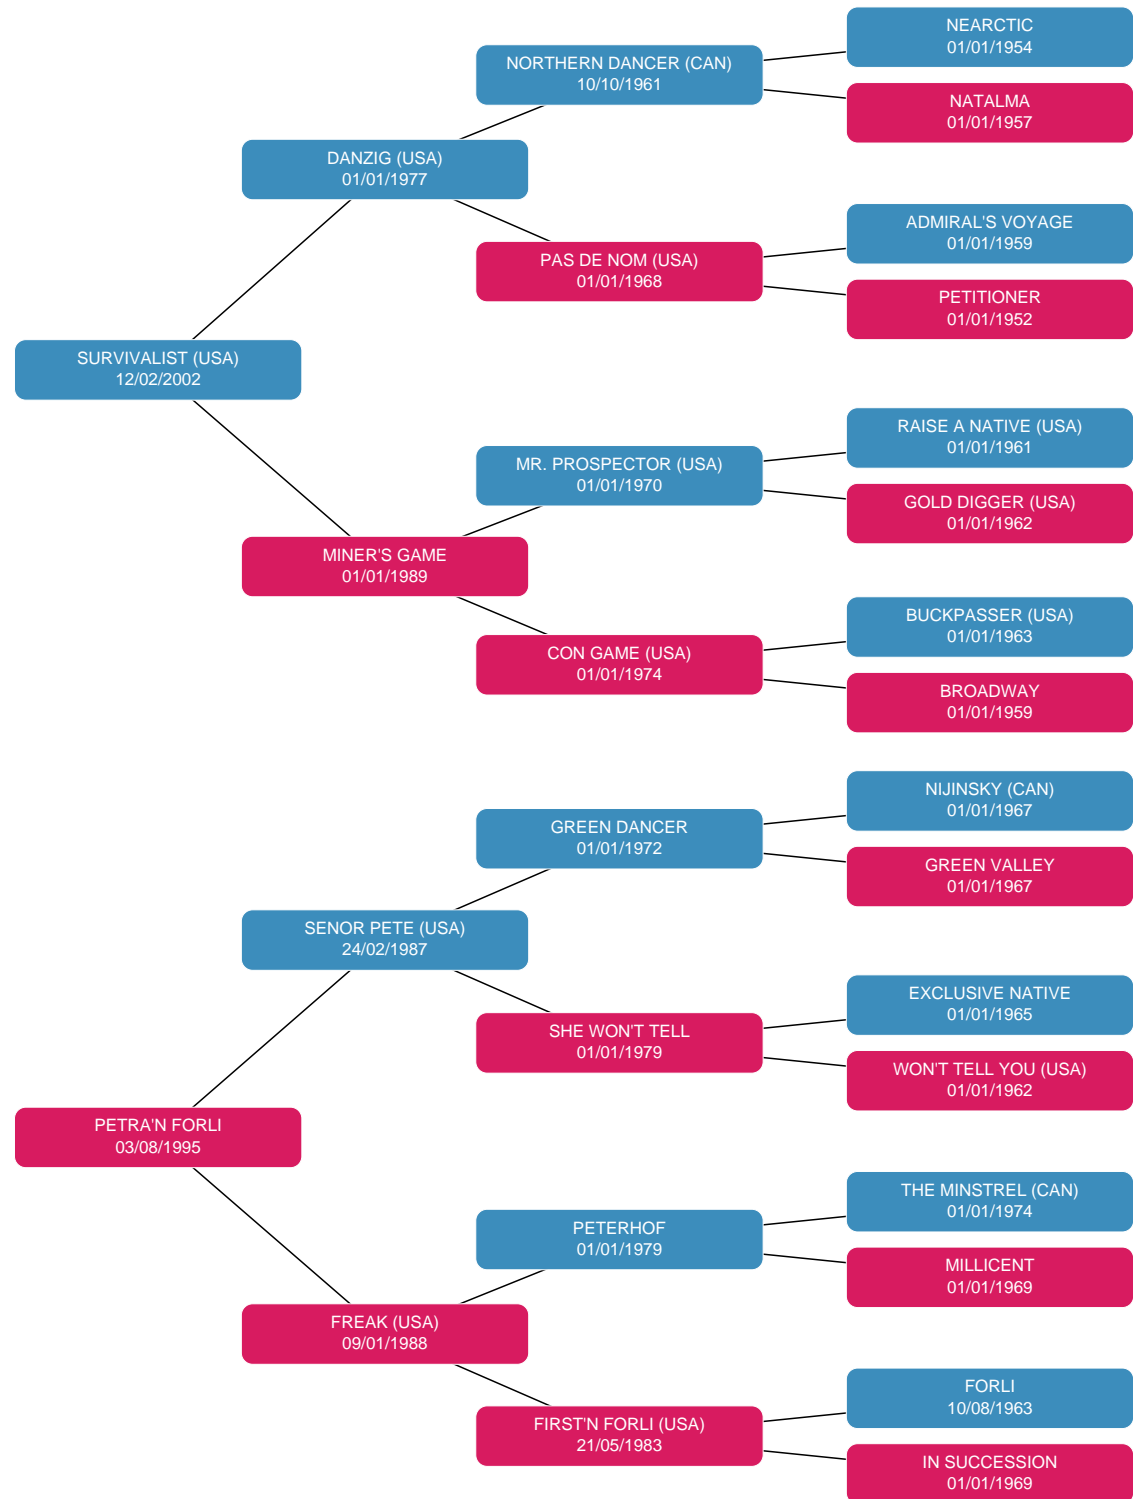 NEARCTIC
01/01/1954
NORTHERN DANCER (CAN)
10/10/1961
NATALMA
01/01/1957
DANZIG (USA)
01/01/1977
ADMIRAL'S VOYAGE
01/01/1959
PAS DE NOM (USA)
01/01/1968
PETITIONER
01/01/1952
SURVIVALIST (USA)
12/02/2002
RAISE A NATIVE (USA)
01/01/1961
MR. PROSPECTOR (USA)
01/01/1970
GOLD DIGGER (USA)
01/01/1962
MINER'S GAME
01/01/1989
BUCKPASSER (USA)
01/01/1963
CON GAME (USA)
01/01/1974
BROADWAY
01/01/1959
NIJINSKY (CAN)
01/01/1967
GREEN DANCER
01/01/1972
GREEN VALLEY
01/01/1967
SENOR PETE (USA)
24/02/1987
EXCLUSIVE NATIVE
01/01/1965
SHE WON'T TELL
01/01/1979
WON'T TELL YOU (USA)
01/01/1962
PETRA'N FORLI
03/08/1995
THE MINSTREL (CAN)
01/01/1974
PETERHOF
01/01/1979
MILLICENT
01/01/1969
FREAK (USA)
09/01/1988
FORLI
10/08/1963
FIRST'N FORLI (USA)
21/05/1983
IN SUCCESSION
01/01/1969